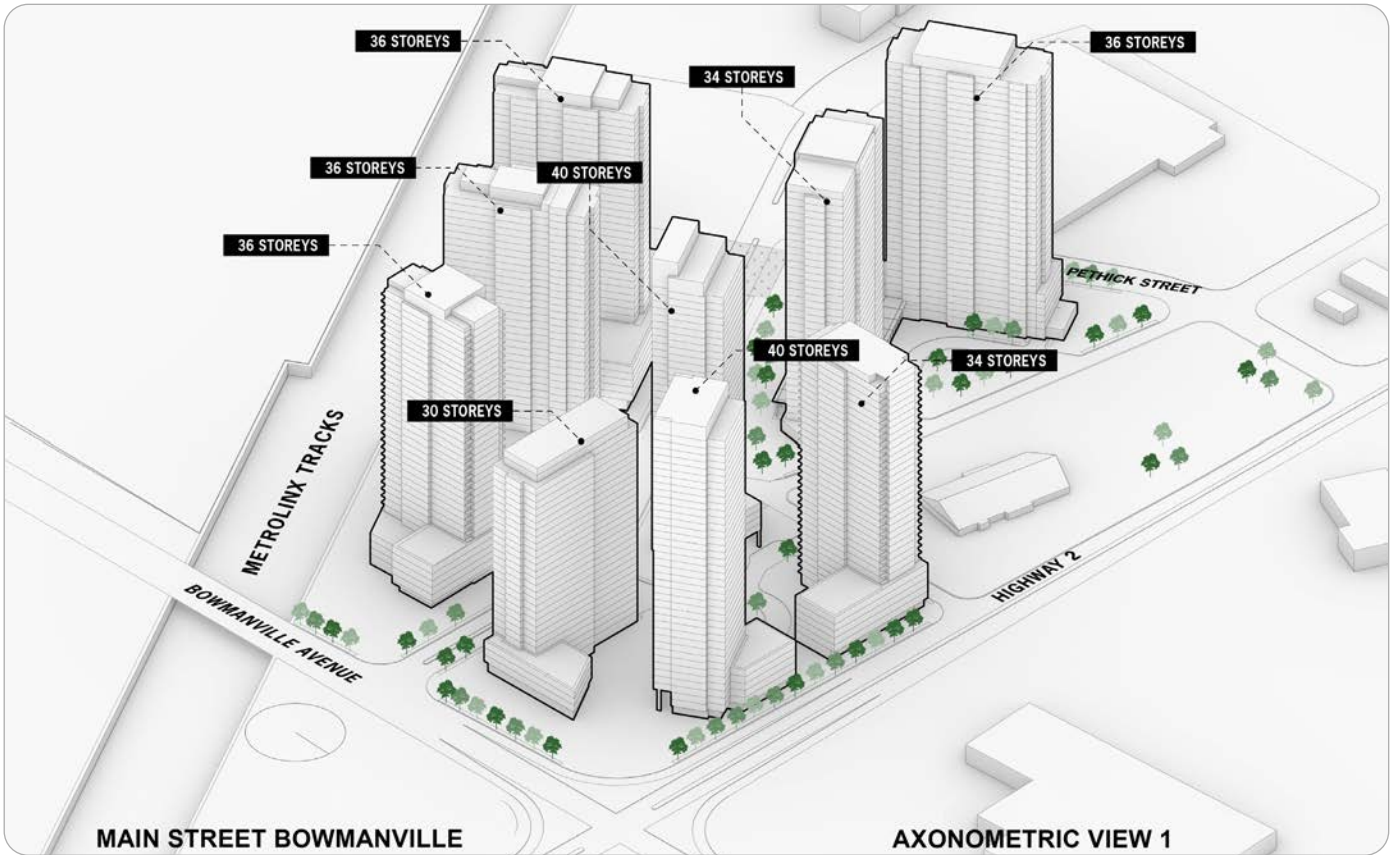 36 STOREYS
36 STOREYS
34 STOREYS
36 STOREYS
40 STOREYS
36 STOREYS
PETHICK STREET
40 STOREYS
34 STOREYS
30 STOREYS
METROLINX TRACKS
HIGHWAY 2
BOWMANVILLE AVENUE
MAIN STREET BOWMANVILLE
AXONOMETRIC VIEW 1